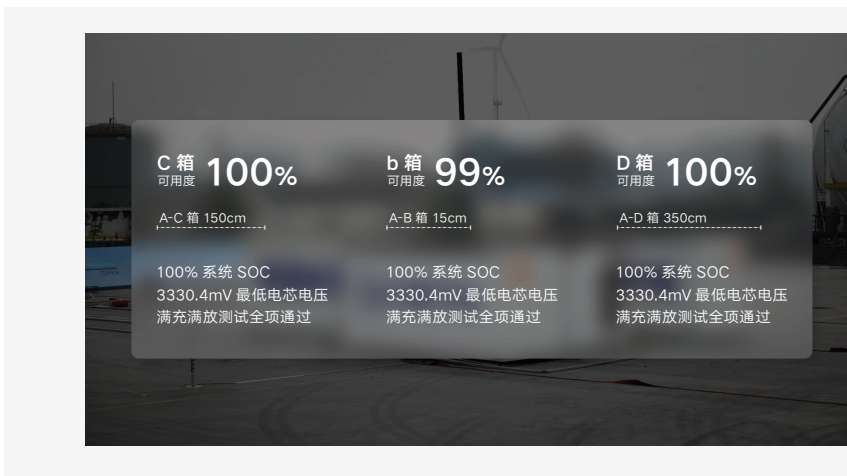 C 箱
可用度
100%
A-C 箱 150cm
100% 系统 SOC
3330.4mV 最低电芯电压
满充满放测试全项通过
b 箱
可用度
99%
A-B 箱 15cm
100% 系统 SOC
3330.4mV 最低电芯电压
满充满放测试全项通过
D 箱
可用度
100%
A-D 箱 350cm
100% 系统 SOC
3330.4mV 最低电芯电压
满充满放测试全项通过